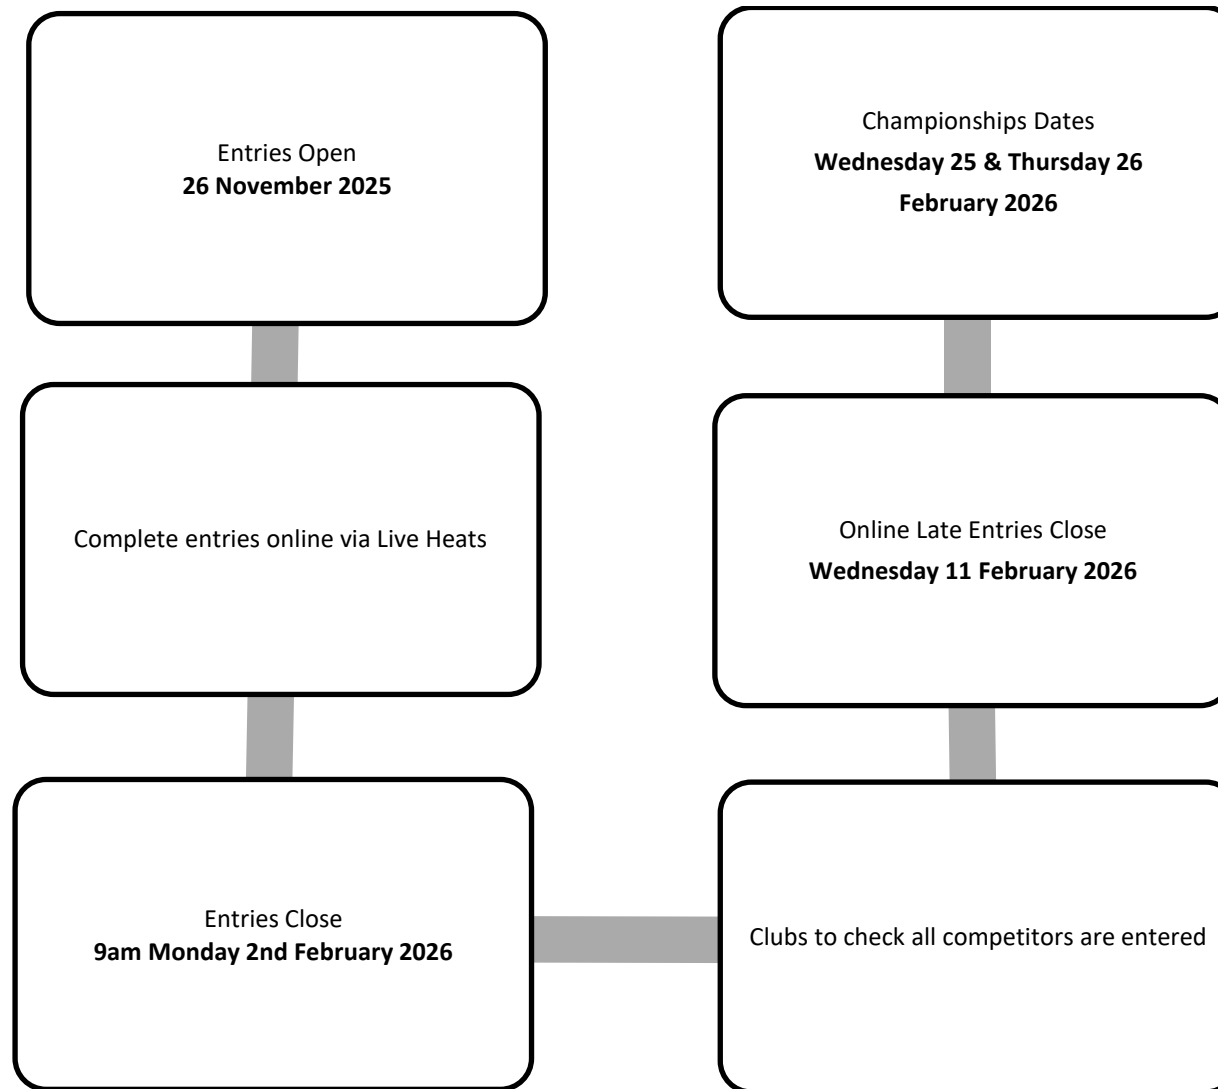 Entries Open
26 November 2025
Complete entries online via Live Heats
Entries Close
9am Monday 2nd February 2026
Clubs to check all competitors are entered
Online Late Entries Close
Wednesday 11 February 2026
Championships Dates
Wednesday 25 & Thursday 26
February 2026